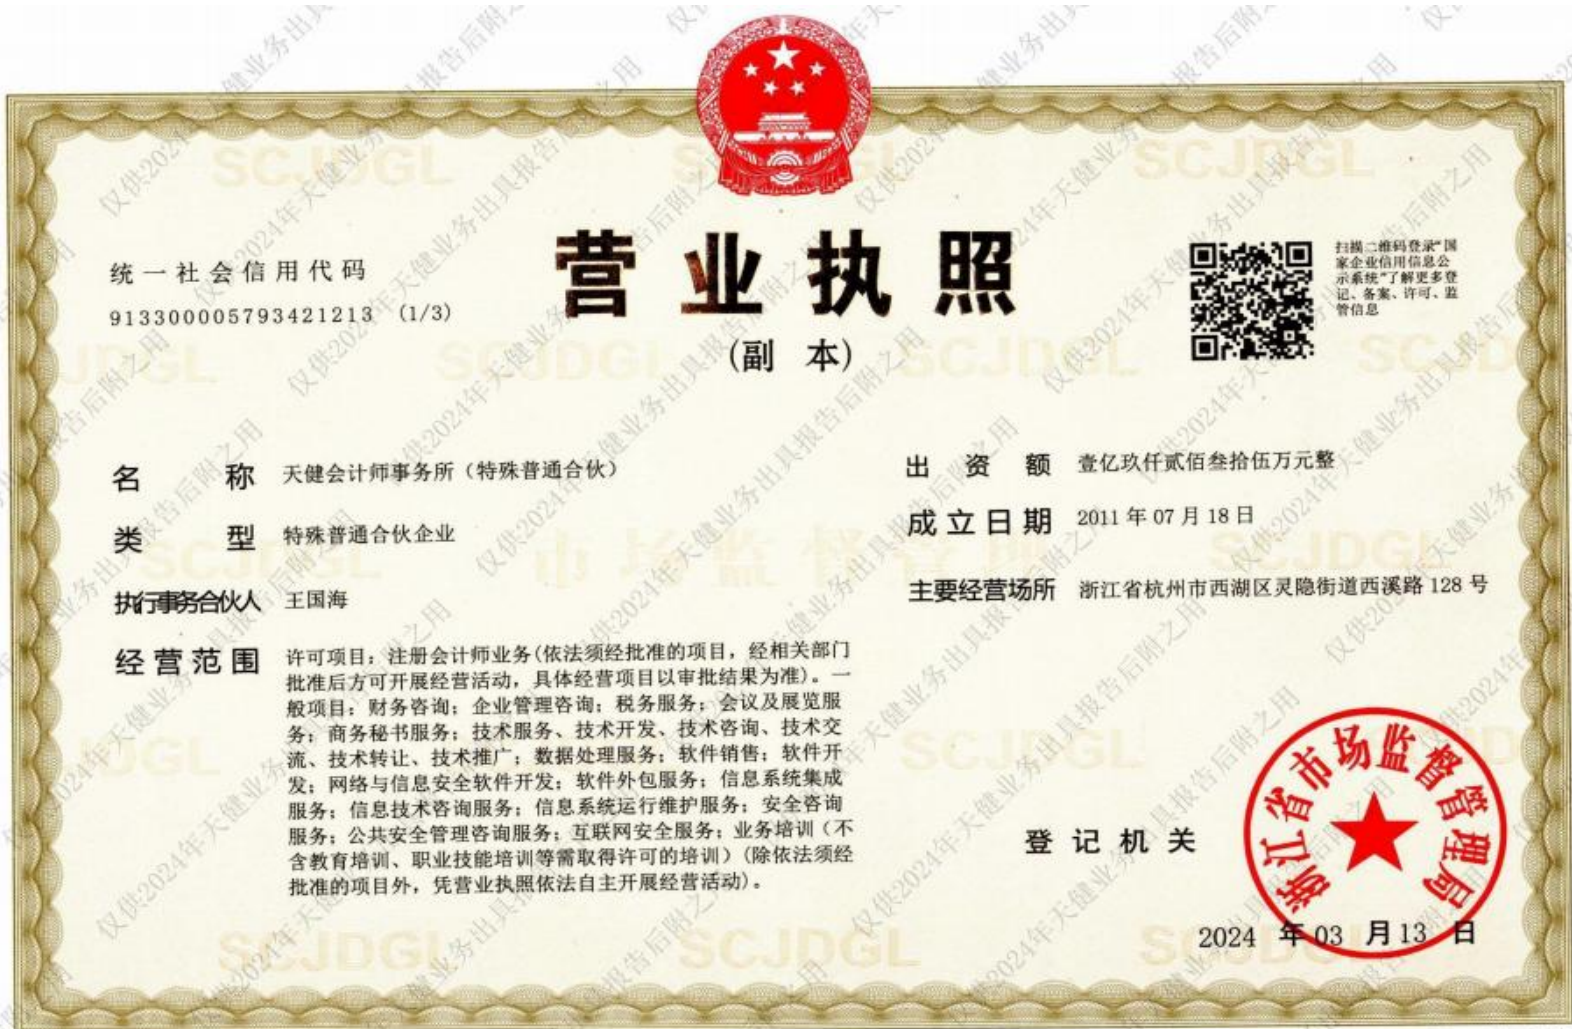 营业执照
(副 本)
统一社会信用代码
913300005793421213 (1/3)
扫描二维码登录“国
家企业信用信息公
示系统”了解更多登
记、备案、许可、监
管信息
名 称 天健会计师事务所（特殊普通合伙）
类 型 特殊普通合伙企业
执行事务合伙人 王国海
经营范围 许可项目：注册会计师业务(依法须经批准的项目，经相关部门
批准后方可开展经营活动，具体经营项目以审批结果为准)。一
般项目：财务咨询；企业管理咨询；税务服务；会议及展览服
务；商务秘书服务；技术服务、技术开发、技术咨询、技术交
流、技术转让、技术推广；数据处理服务；软件销售；软件开
发；网络与信息安全软件开发；软件外包服务；信息系统集成
服务；信息技术咨询服务；信息系统运行维护服务；安全咨询
服务；公共安全管理咨询服务；互联网安全服务；业务培训（不
含教育培训、职业技能培训等需取得许可的培训）(除依法须经
批准的项目外，凭营业执照依法自主开展经营活动)。
出 资 额 壹亿玖仟贰佰叁拾伍万元整
成立日期 2011 年 07 月 18 日
主要经营场所 浙江省杭州市西湖区灵隐街道西溪路 128 号
登记机关
浙江省市场监督管理局
2024 年 03 月 13 日
仅供2024年天健业务出具报告后附之用
SCJDGL
市场监督管理